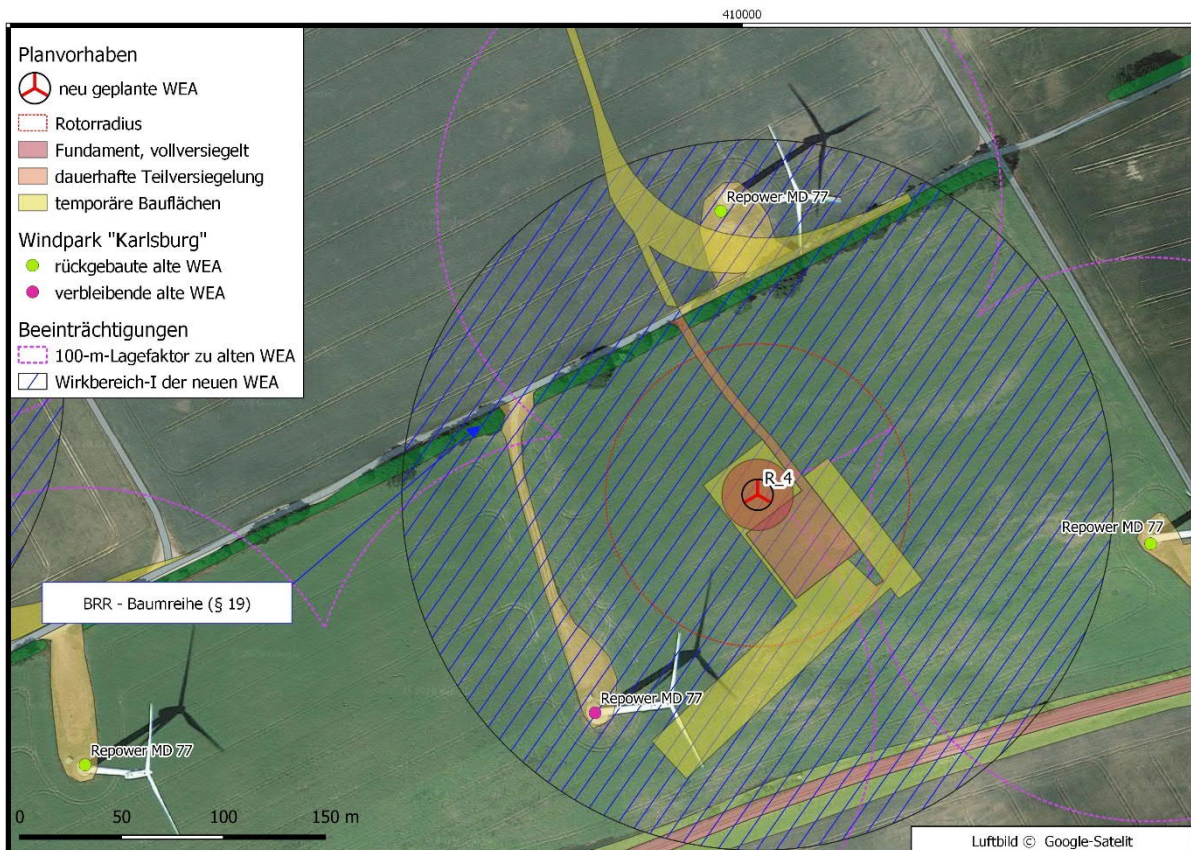 410000
Planvorhaben
neu geplante WEA
Rotorradius
Fundament, vollversiegelt
dauerhafte Teilversiegelung
temporäre Bauflächen
Windpark "Karlsburg"
rückgebaute alte WEA
verbleibende alte WEA
Beeinträchtigungen
100-m-Lagefaktor zu alten WEA
Wirkbereich-I der neuen WEA
Repower MD 77
R_4
Repower MD 77
BRR - Baumreihe (§ 19)
Repower MD 77
Repower MD 77
0 50 100 150 m
Luftbild © Google-Satelit